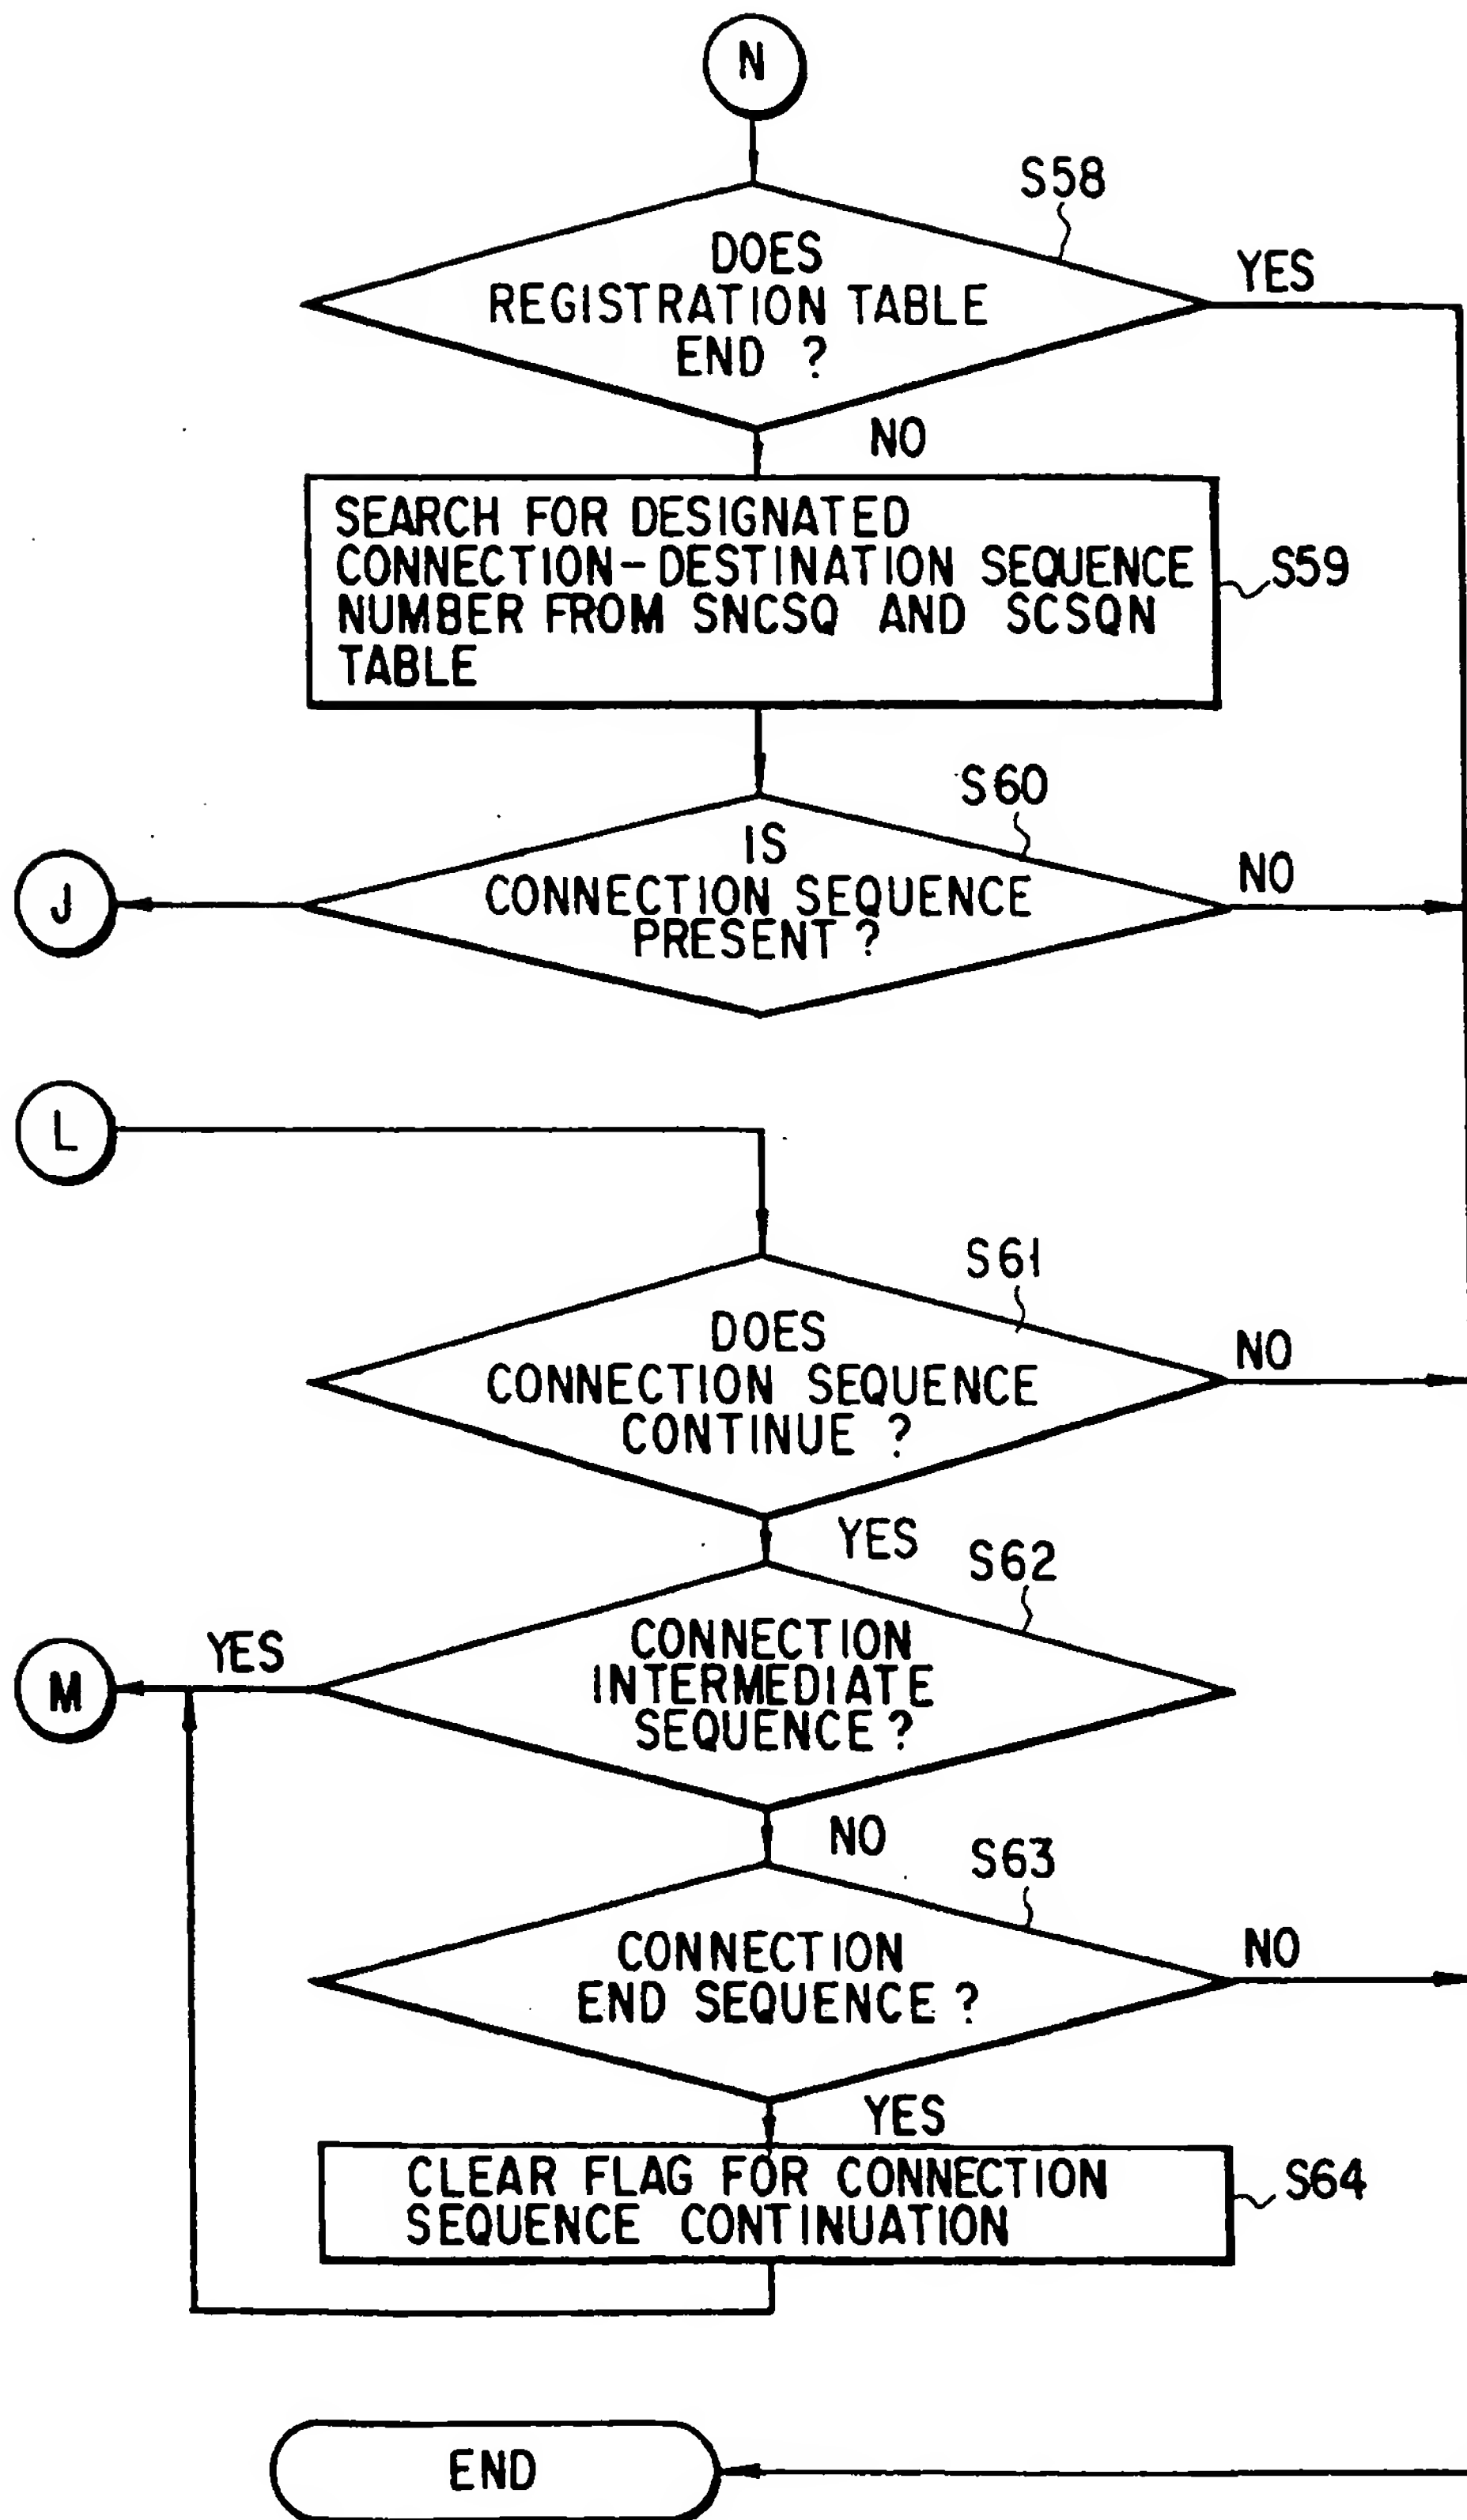 N
S58
DOES
REGISTRATION TABLE
END ?
YES
NO
SEARCH FOR DESIGNATED
CONNECTION-DESTINATION SEQUENCE
NUMBER FROM SNCSQ AND SCSQN
TABLE
S59
S60
IS
CONNECTION SEQUENCE
PRESENT ?
NO
J
L
S61
DOES
CONNECTION SEQUENCE
CONTINUE ?
NO
YES
S62
CONNECTION
INTERMEDIATE
SEQUENCE ?
YES
M
NO
S63
CONNECTION
END SEQUENCE ?
NO
YES
CLEAR FLAG FOR CONNECTION
SEQUENCE CONTINUATION
S64
END